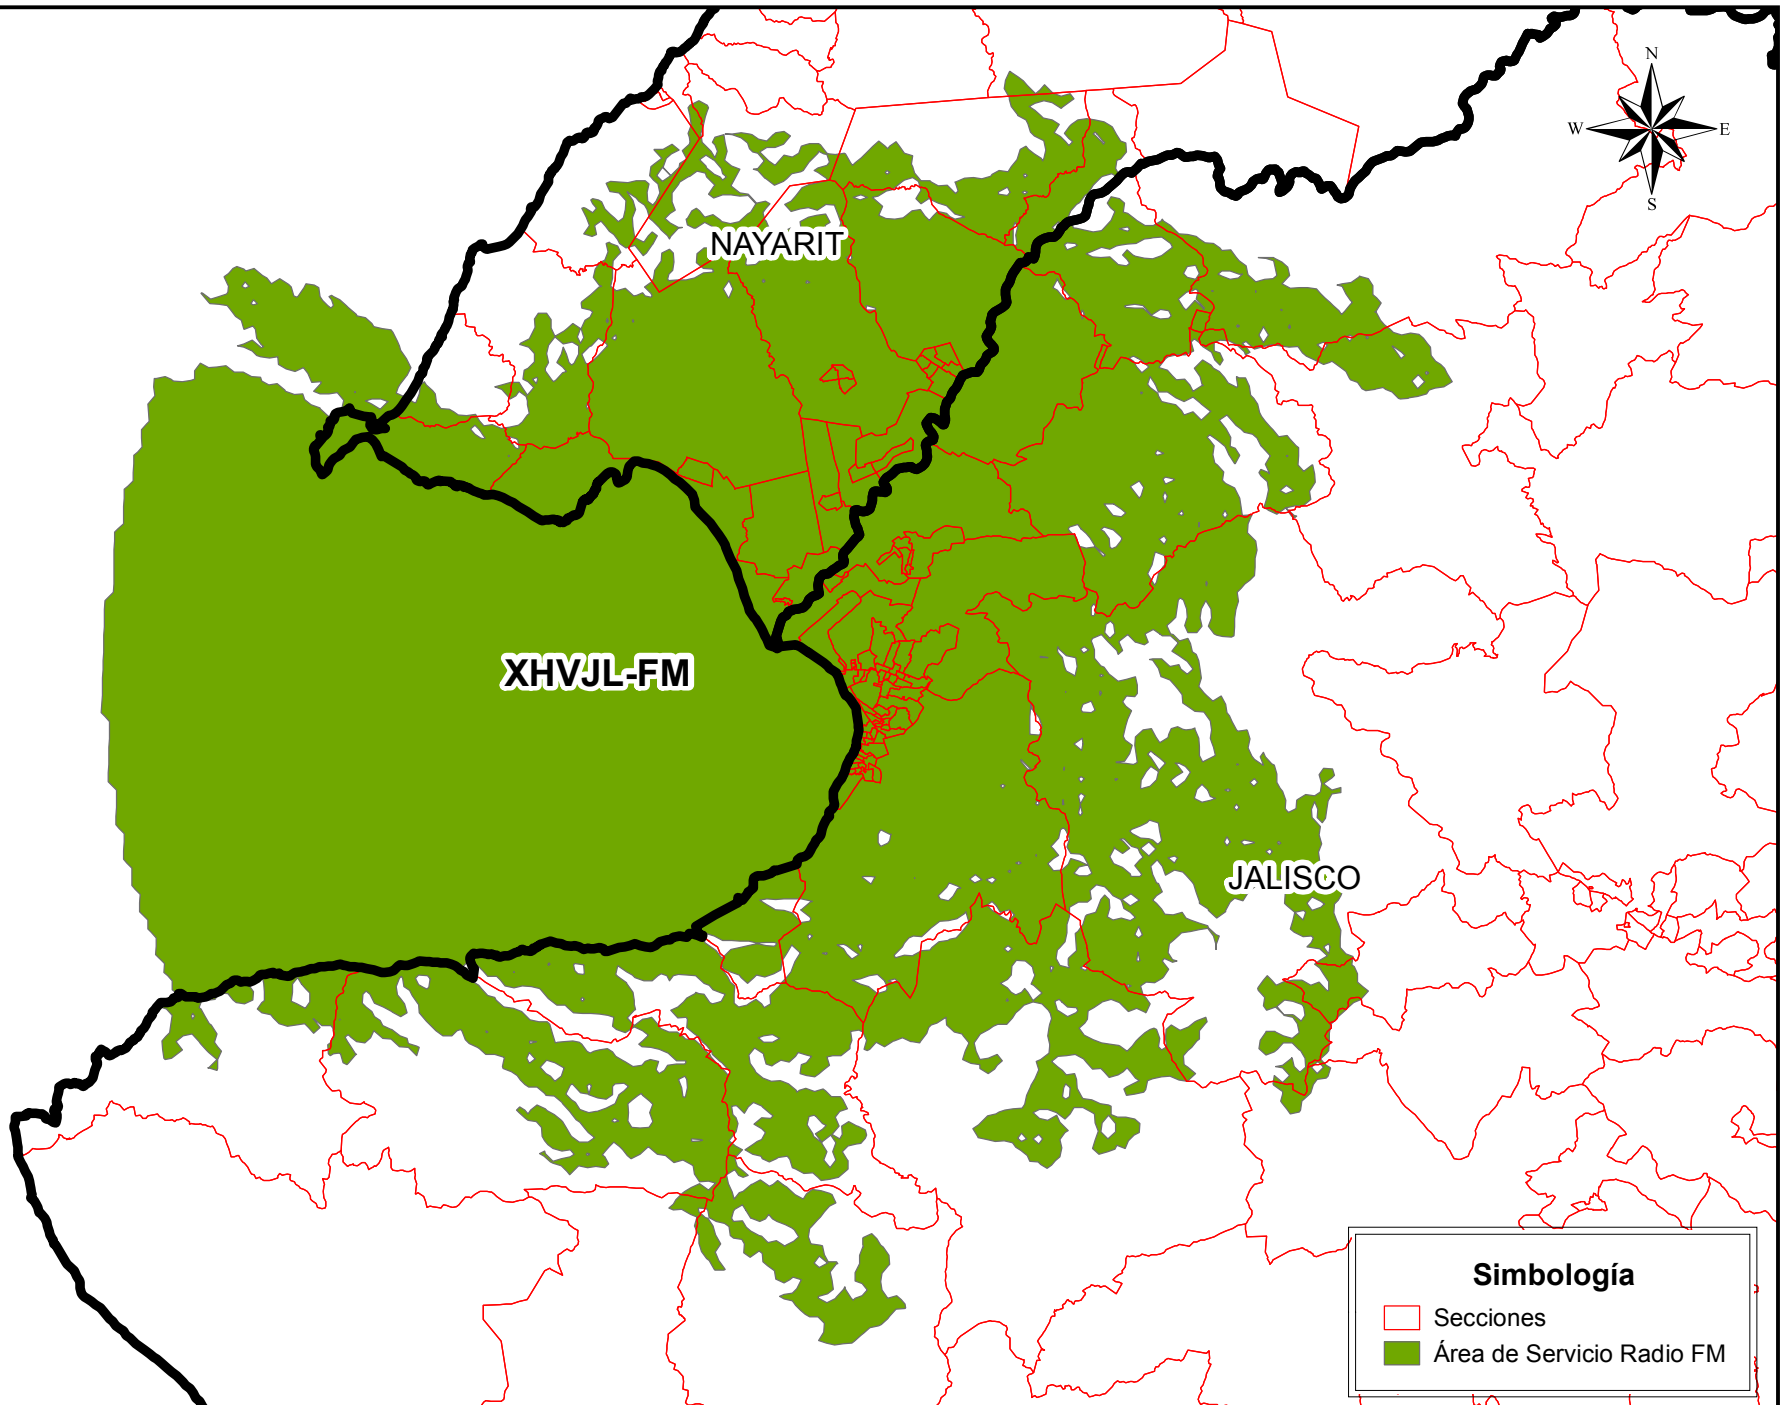 N
W E
S
NAYARIT
XHVJL-FM
JALISCO
Simbología
Secciones
Área de Servicio Radio FM